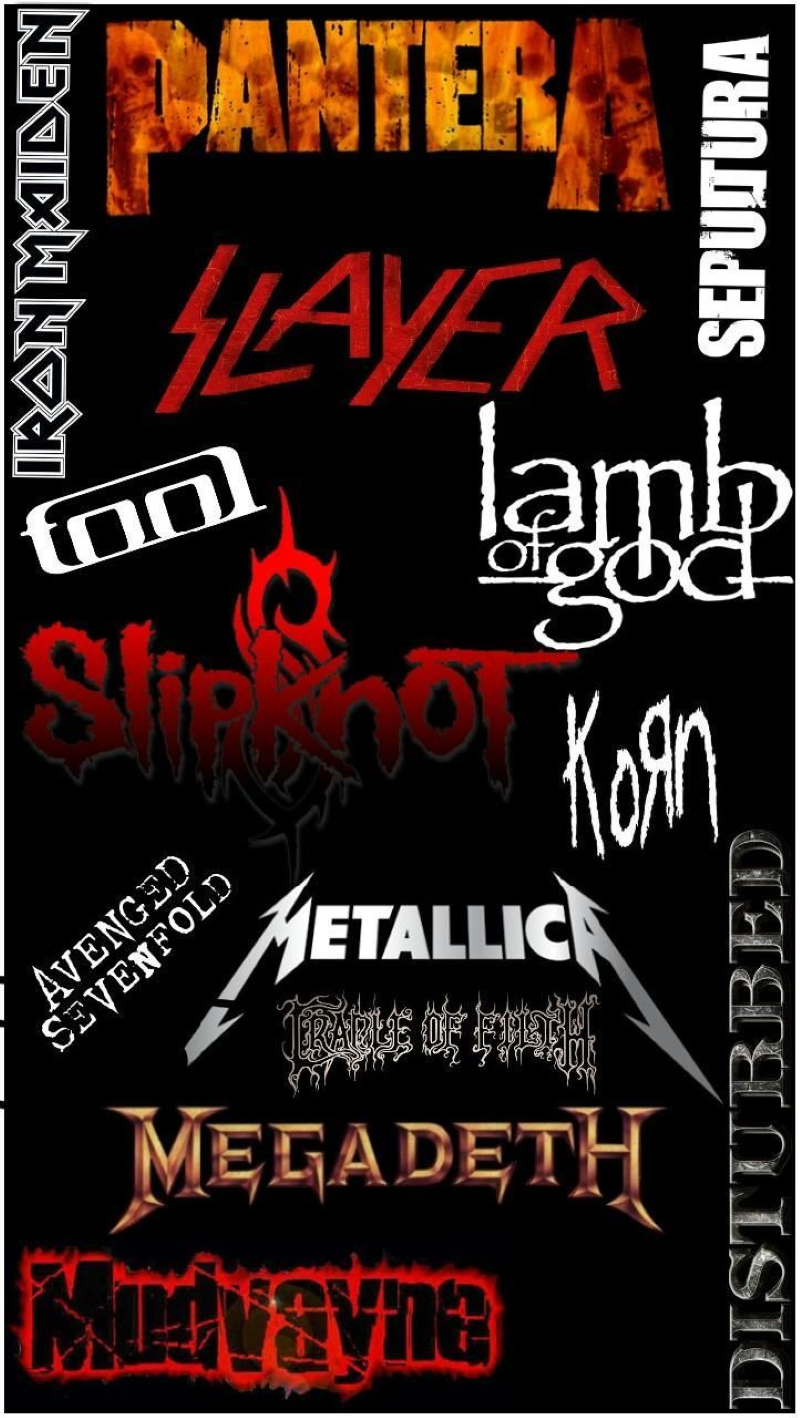 IRON MAIDEN
PANTERA
SEPULTURA
SLAYER
tool
lamb
of god
SlipknoT
KoЯn
AVENGED
SEVENFOLD
METALLICA
CRADLE OF FILTH
DISTURBED
MEGADETH
Mudvayne